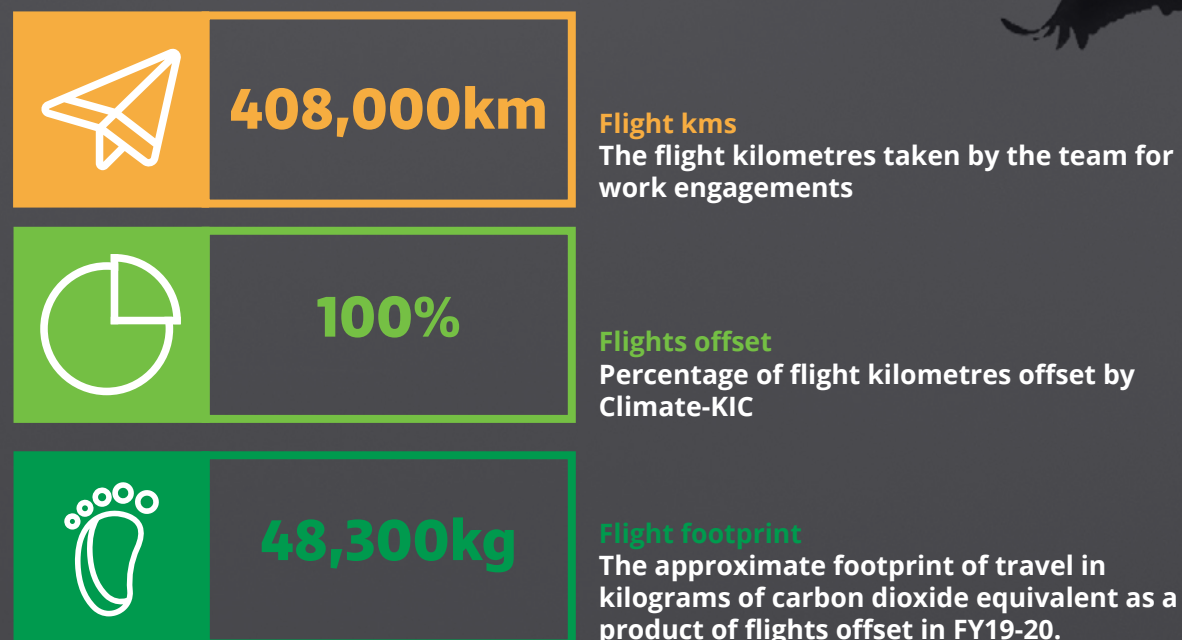 408,000km
Flight kms
The flight kilometres taken by the team for
work engagements
100%
Flights offset
Percentage of flight kilometres offset by
Climate-KIC
48,300kg
Flight footprint
The approximate footprint of travel in
kilograms of carbon dioxide equivalent as a
product of flights offset in FY19-20.